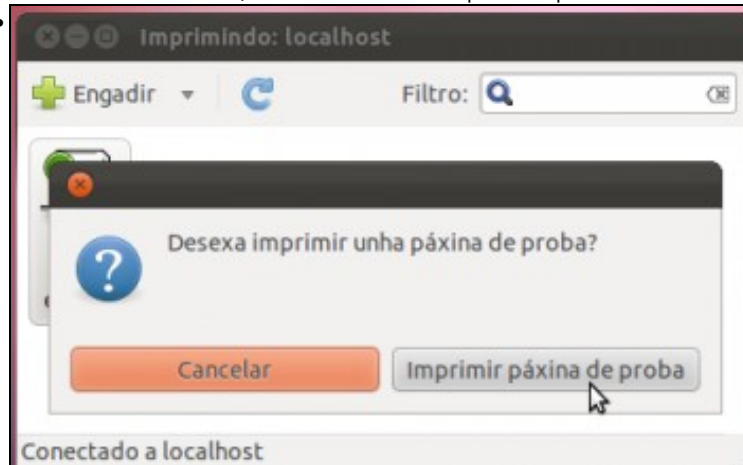 Imprimindo: localhost
Engadir
Filtro:
Desexa imprimir unha páxina de proba?
Cancelar
Imprimir páxina de proba
Conectado a localhost